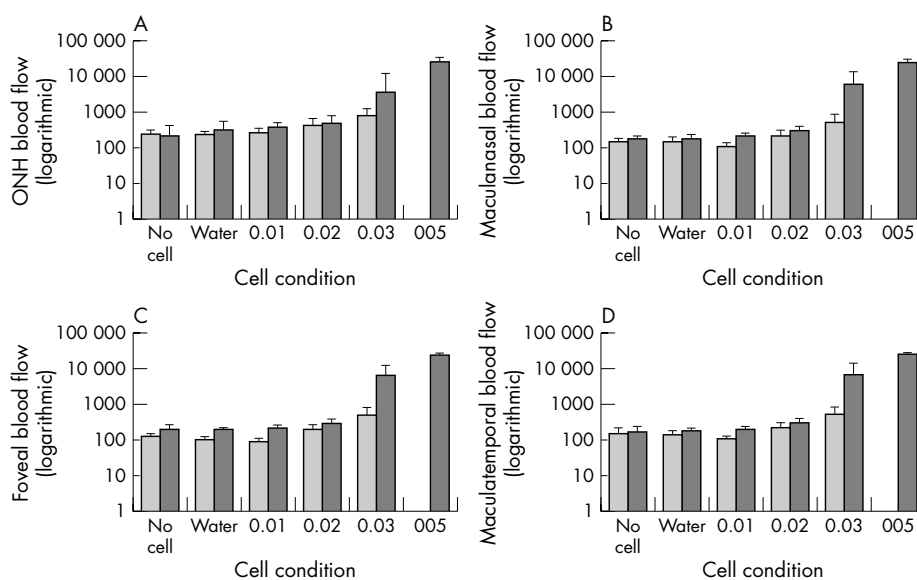 A
100 000
10 000
1000
100
10
1
ONH blood flow
(logarithmic)
No
cell
Water
0.01
0.02
0.03
005
Cell condition
B
100 000
10 000
1000
100
10
1
Maculanasal blood flow
(logarithmic)
No
cell
Water
0.01
0.02
0.03
005
Cell condition
C
100 000
10 000
1000
100
10
1
Foveal blood flow
(logarithmic)
No
cell
Water
0.01
0.02
0.03
005
Cell condition
D
100 000
10 000
1000
100
10
1
Maculatemporal blood flow
(logarithmic)
No
cell
Water
0.01
0.02
0.03
005
Cell condition